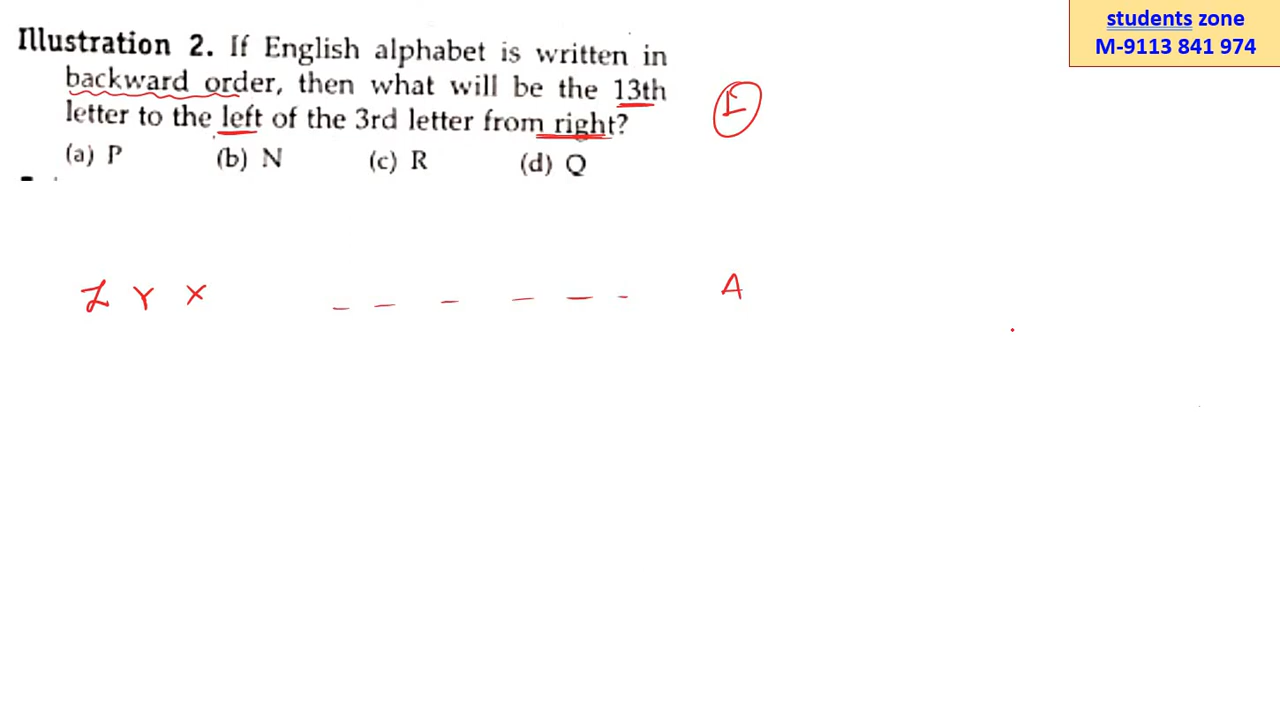 students zone
M-9113 841 974
Illustration 2. If English alphabet is written in
backward order, then what will be the 13th
letter to the left of the 3rd letter from right?
(a) P (b) N (c) R (d) Q
Z Y X _ _ _ _ _ _ A